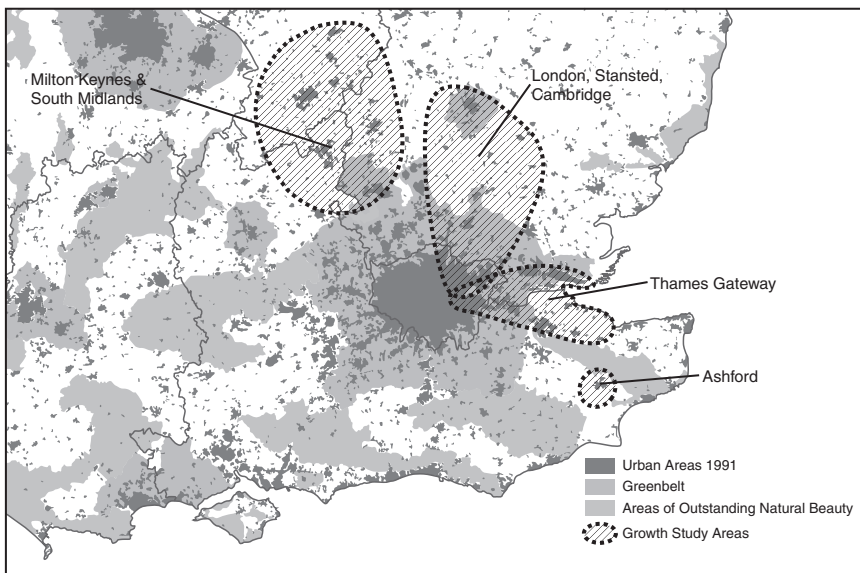 Milton Keynes &
South Midlands
London, Stansted,
Cambridge
Thames Gateway
Ashford
Urban Areas 1991
Greenbelt
Areas of Outstanding Natural Beauty
Growth Study Areas